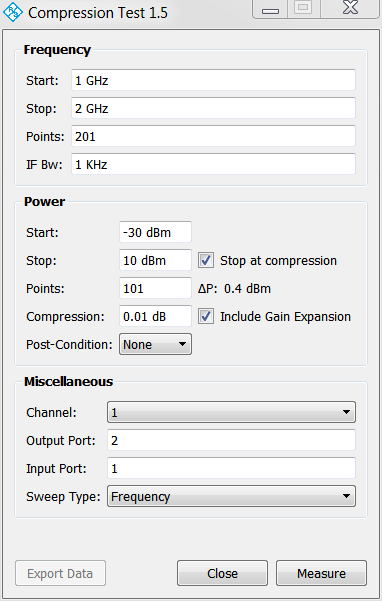 Compression Test 1.5
Frequency
Start: 1 GHz
Stop: 2 GHz
Points: 201
IF Bw: 1 KHz
Power
Start: -30 dBm
Stop: 10 dBm Stop at compression
Points: 101 ΔP: 0.4 dBm
Compression: 0.01 dB Include Gain Expansion
Post-Condition: None
Miscellaneous
Channel: 1
Output Port: 2
Input Port: 1
Sweep Type: Frequency
Export Data Close Measure